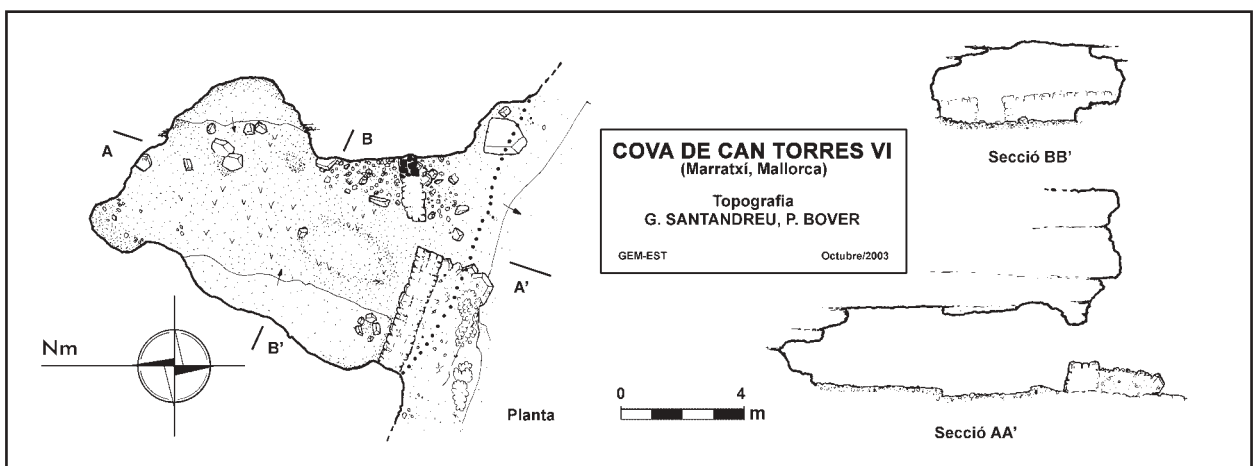 COVA DE CAN TORRES VI
(Marratxí, Mallorca)
Topografia
G. SANTANDREU, P. BOVER
GEM-EST Octubre/2003
A
B
A'
B'
Nm
Planta
0 4 m
Secció BB'
Secció AA'